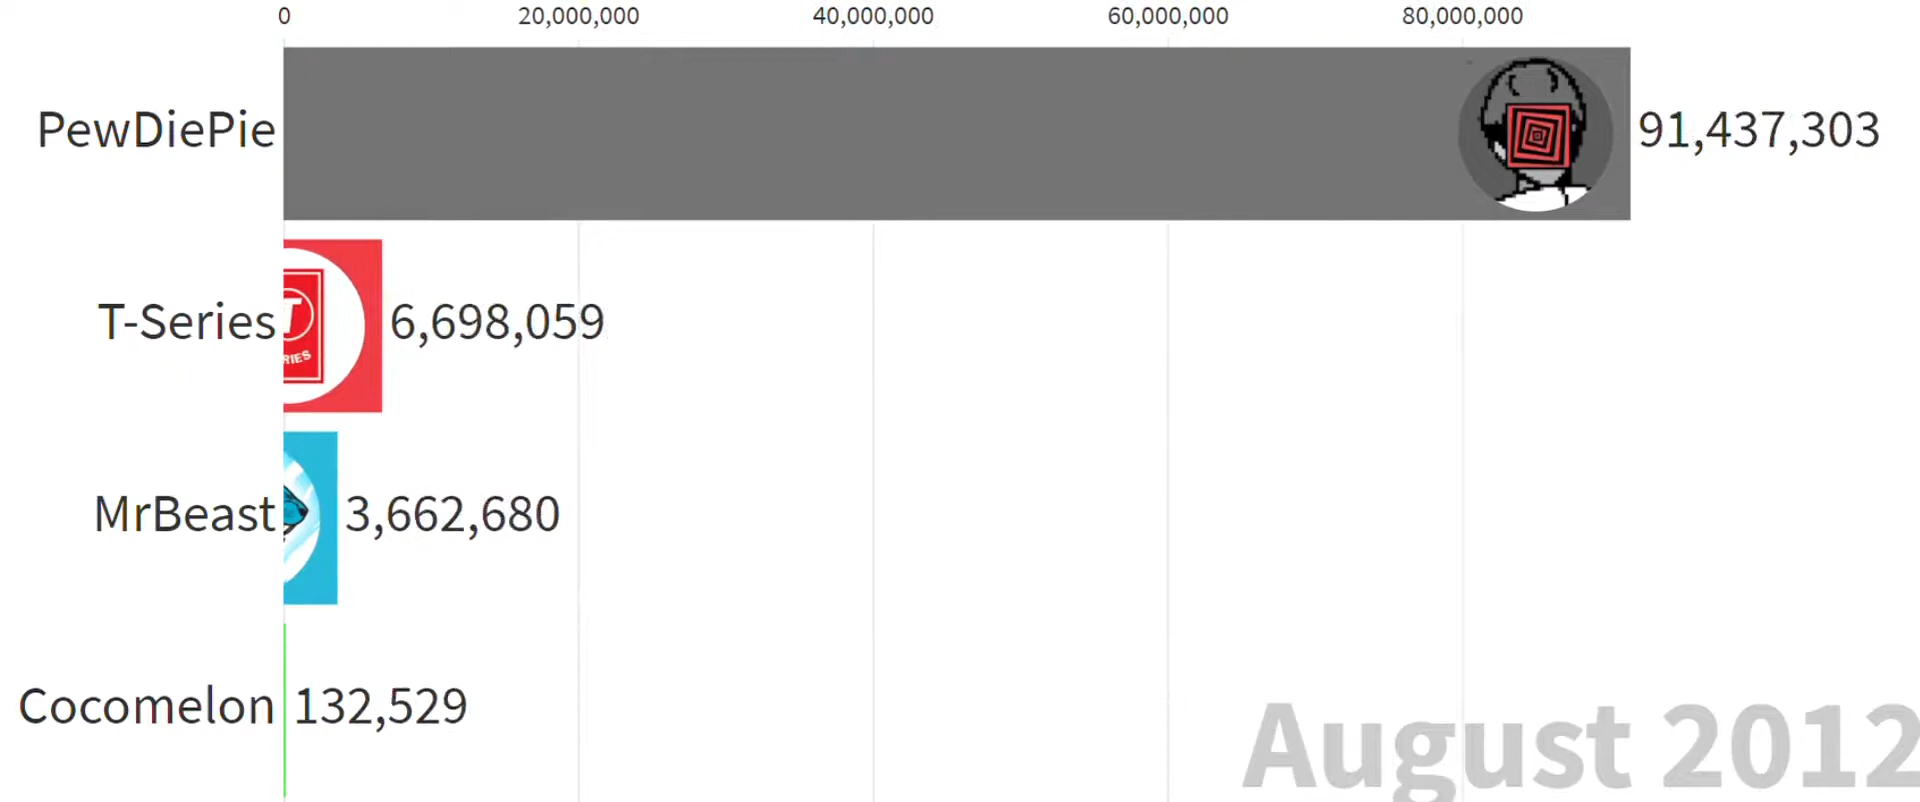 0 20,000,000 40,000,000 60,000,000 80,000,000
PewDiePie 91,437,303
T-Series T RIES 6,698,059
MrBeast 3,662,680
Cocomelon 132,529
August 2012